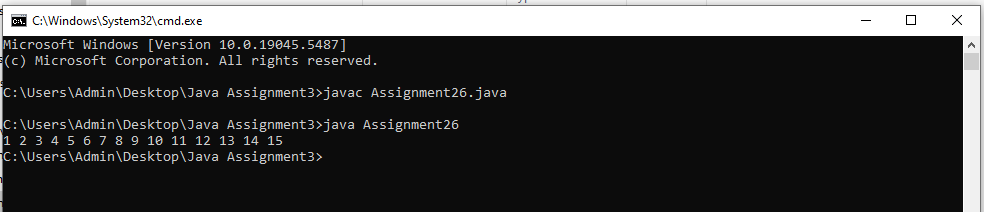 C:\Windows\System32\cmd.exe
Microsoft Windows [Version 10.0.19045.5487]
(c) Microsoft Corporation. All rights reserved.
C:\Users\Admin\Desktop\Java Assignment3>javac Assignment26.java
C:\Users\Admin\Desktop\Java Assignment3>java Assignment26
1 2 3 4 5 6 7 8 9 10 11 12 13 14 15
C:\Users\Admin\Desktop\Java Assignment3>